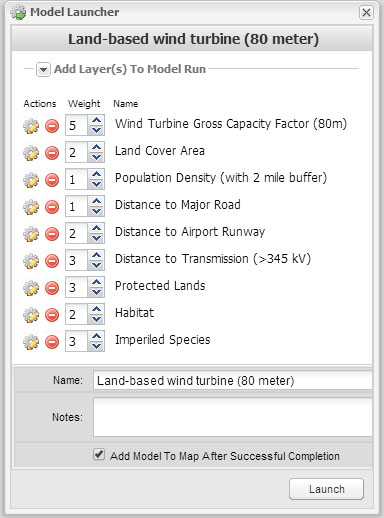 Model Launcher
Land-based wind turbine (80 meter)
Add Layer(s) To Model Run
Actions Weight Name
5 Wind Turbine Gross Capacity Factor (80m)
2 Land Cover Area
1 Population Density (with 2 mile buffer)
1 Distance to Major Road
2 Distance to Airport Runway
3 Distance to Transmission (>345 kV)
3 Protected Lands
2 Habitat
3 Imperiled Species
Name: Land-based wind turbine (80 meter)
Notes:
Add Model To Map After Successful Completion
Launch